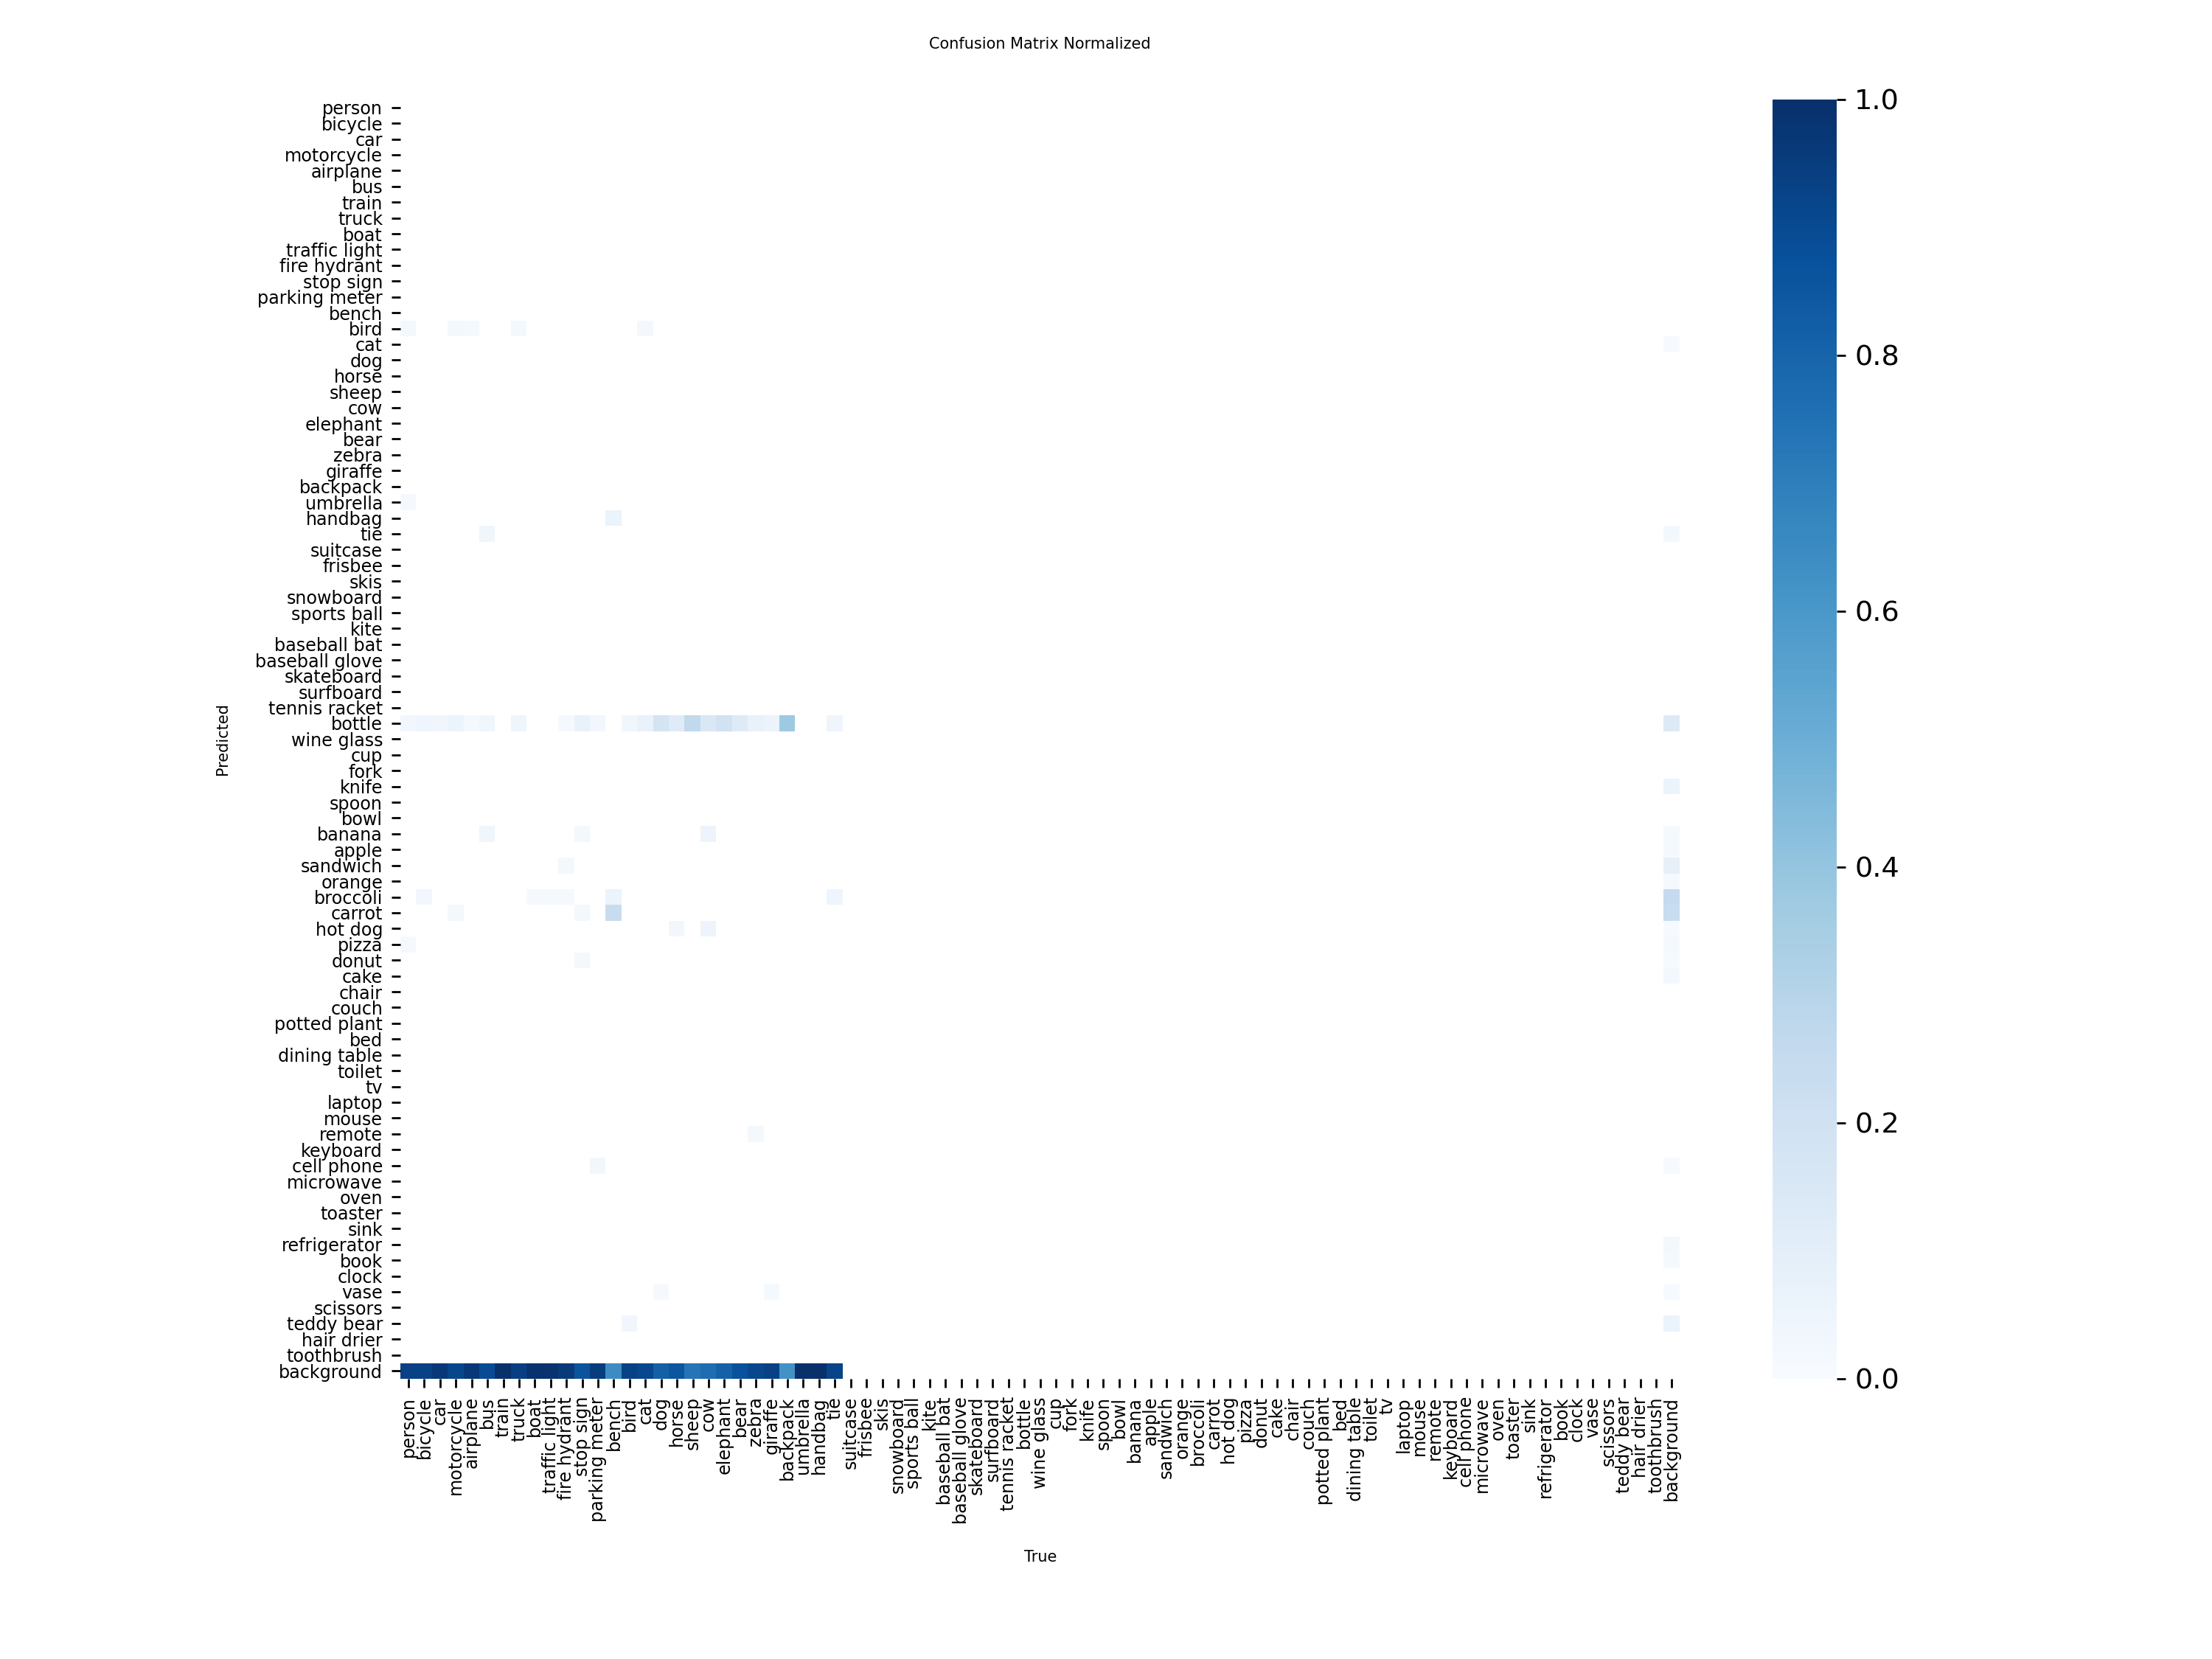 Confusion Matrix Normalized
person
bicycle
car
motorcycle
airplane
bus
train
truck
boat
traffic light
fire hydrant
stop sign
parking meter
bench
bird
cat
dog
horse
sheep
cow
elephant
bear
zebra
giraffe
backpack
umbrella
handbag
tie
suitcase
frisbee
skis
snowboard
sports ball
kite
baseball bat
baseball glove
skateboard
surfboard
tennis racket
bottle
wine glass
cup
fork
knife
spoon
bowl
banana
apple
sandwich
orange
broccoli
carrot
hot dog
pizza
donut
cake
chair
couch
potted plant
bed
dining table
toilet
tv
laptop
mouse
remote
keyboard
cell phone
microwave
oven
toaster
sink
refrigerator
book
clock
vase
scissors
teddy bear
hair drier
toothbrush
background
Predicted
person
bicycle
car
motorcycle
airplane
bus
train
truck
boat
traffic light
fire hydrant
stop sign
parking meter
bench
bird
cat
dog
horse
sheep
cow
elephant
bear
zebra
giraffe
backpack
umbrella
handbag
tie
suitcase
frisbee
skis
snowboard
sports ball
kite
baseball bat
baseball glove
skateboard
surfboard
tennis racket
bottle
wine glass
cup
fork
knife
spoon
bowl
banana
apple
sandwich
orange
broccoli
carrot
hot dog
pizza
donut
cake
chair
couch
potted plant
bed
dining table
toilet
tv
laptop
mouse
remote
keyboard
cell phone
microwave
oven
toaster
sink
refrigerator
book
clock
vase
scissors
teddy bear
hair drier
toothbrush
background
True
1.0
0.8
0.6
0.4
0.2
0.0